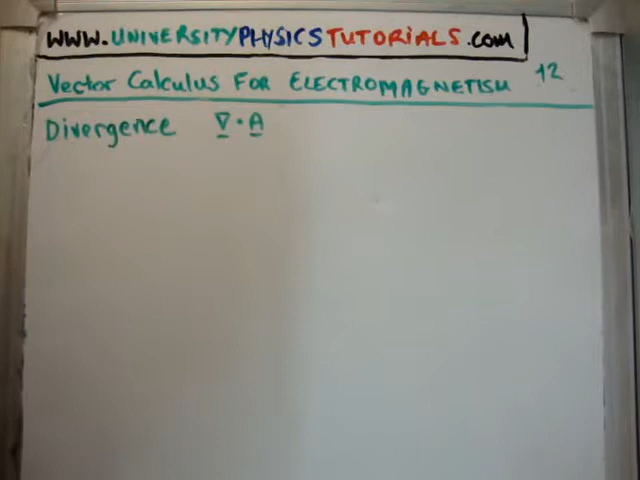 WWW.UNIVERSITYPHYSICSTUTORIALS.com
Vector Calculus FOR ELECTROMAGNETISM 12
Divergence ∇ · A